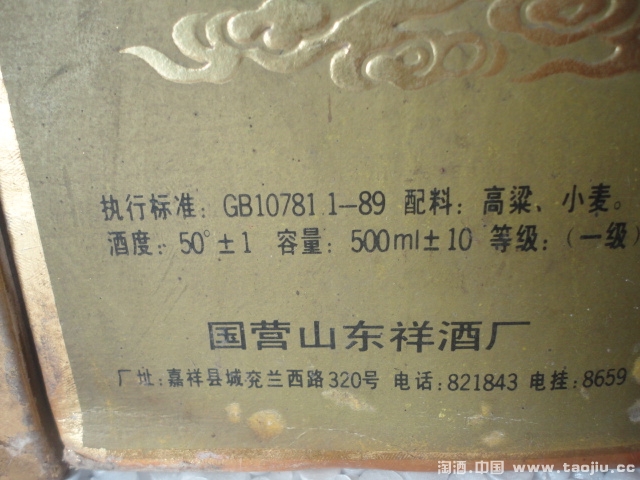 执行标准: GB10781.1-89 配料: 高粱、小麦。
酒度: 50°±1 容量: 500ml±10 等级:(一级)
国营山东祥酒厂
厂址:嘉祥县城兖兰西路320号 电话:821843 电挂:8659
淘酒.中国 www.taojiu.cc